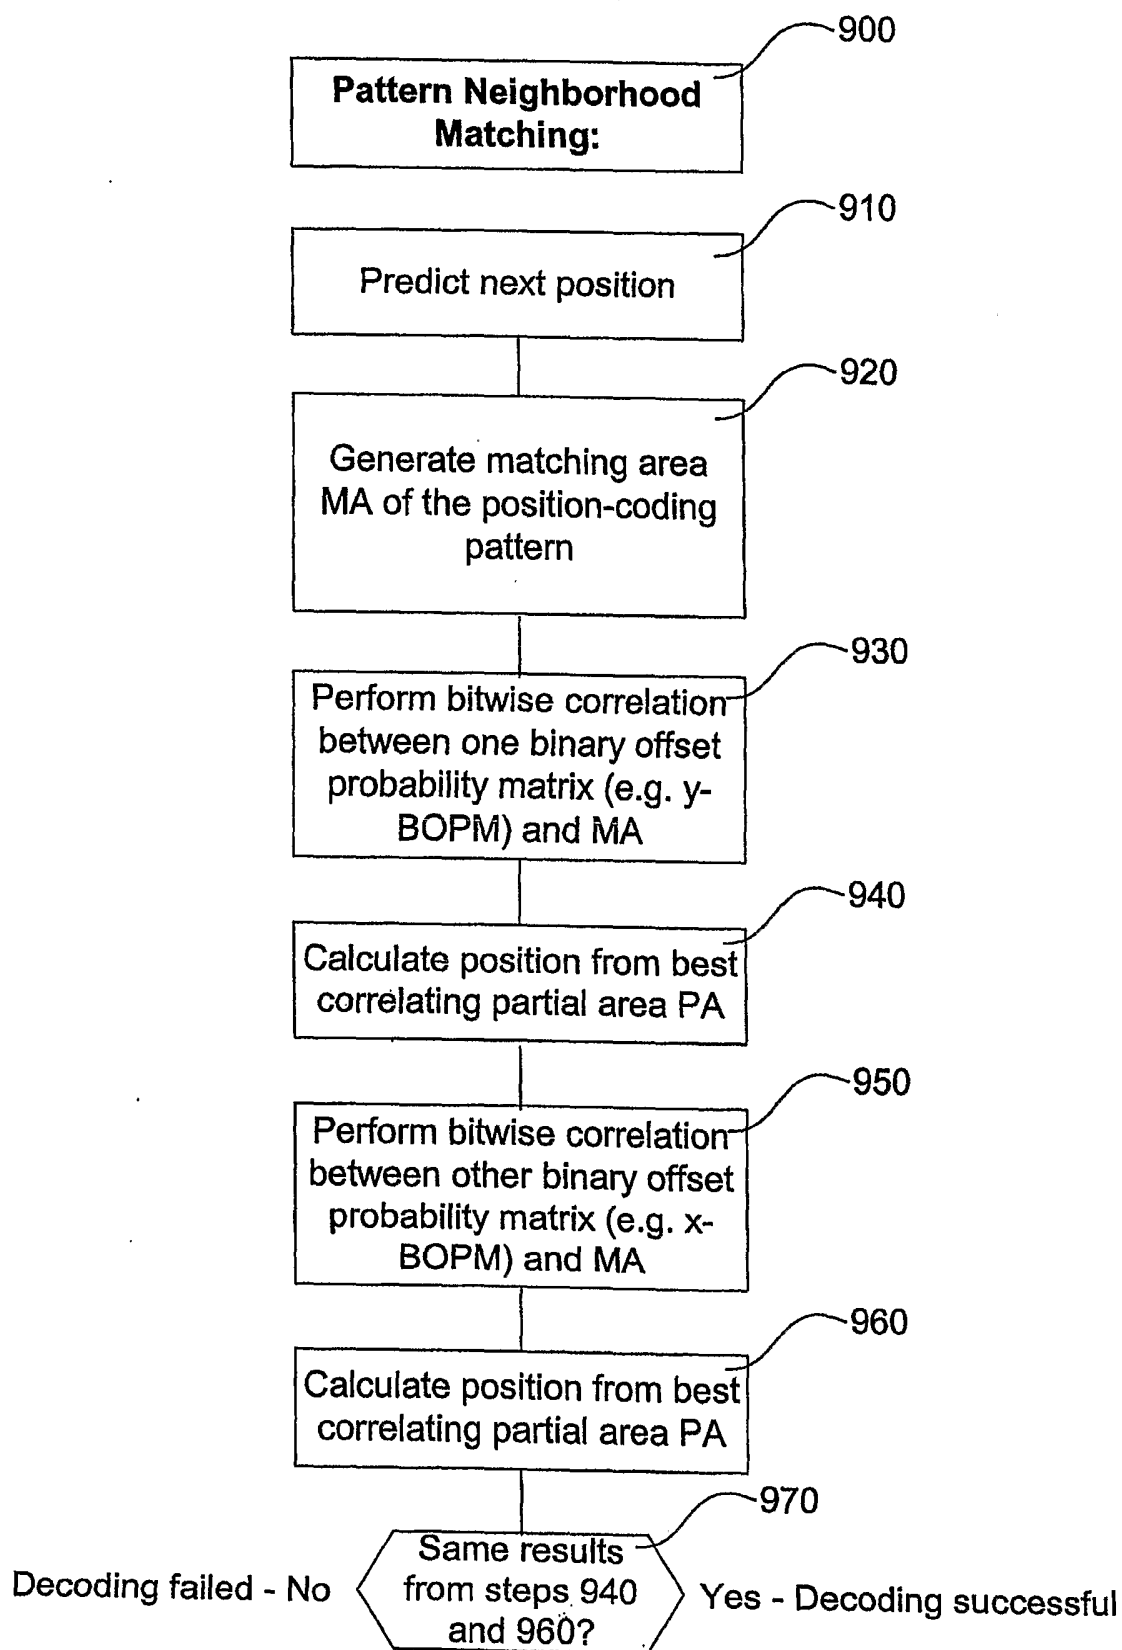 900
Pattern Neighborhood
Matching:
910
Predict next position
920
Generate matching area
MA of the position-coding
pattern
930
Perform bitwise correlation
between one binary offset
probability matrix (e.g. y-
BOPM) and MA
940
Calculate position from best
correlating partial area PA
950
Perform bitwise correlation
between other binary offset
probability matrix (e.g. x-
BOPM) and MA
960
Calculate position from best
correlating partial area PA
970
Same results
from steps 940
and 960?
Decoding failed - No
Yes - Decoding successful